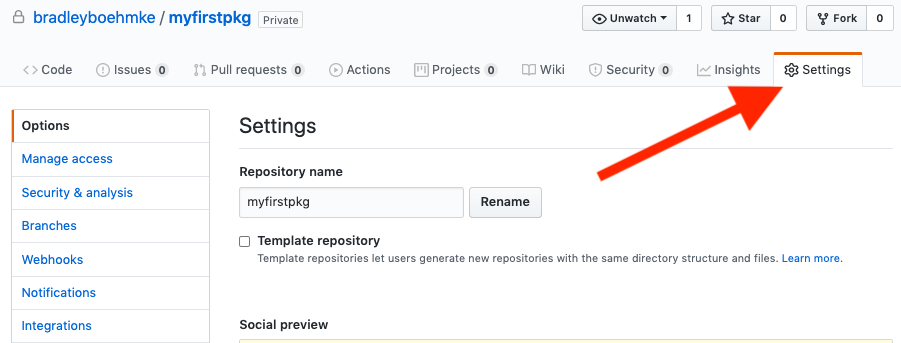 bradleyboehmke / myfirstpkg Private Unwatch 1 Star 0 Fork 0
Code Issues 0 Pull requests 0 Actions Projects 0 Wiki Security 0 Insights Settings
Options
Manage access
Security & analysis
Branches
Webhooks
Notifications
Integrations
Settings
Repository name
myfirstpkg Rename
Template repository
Template repositories let users generate new repositories with the same directory structure and files. Learn more.
Social preview